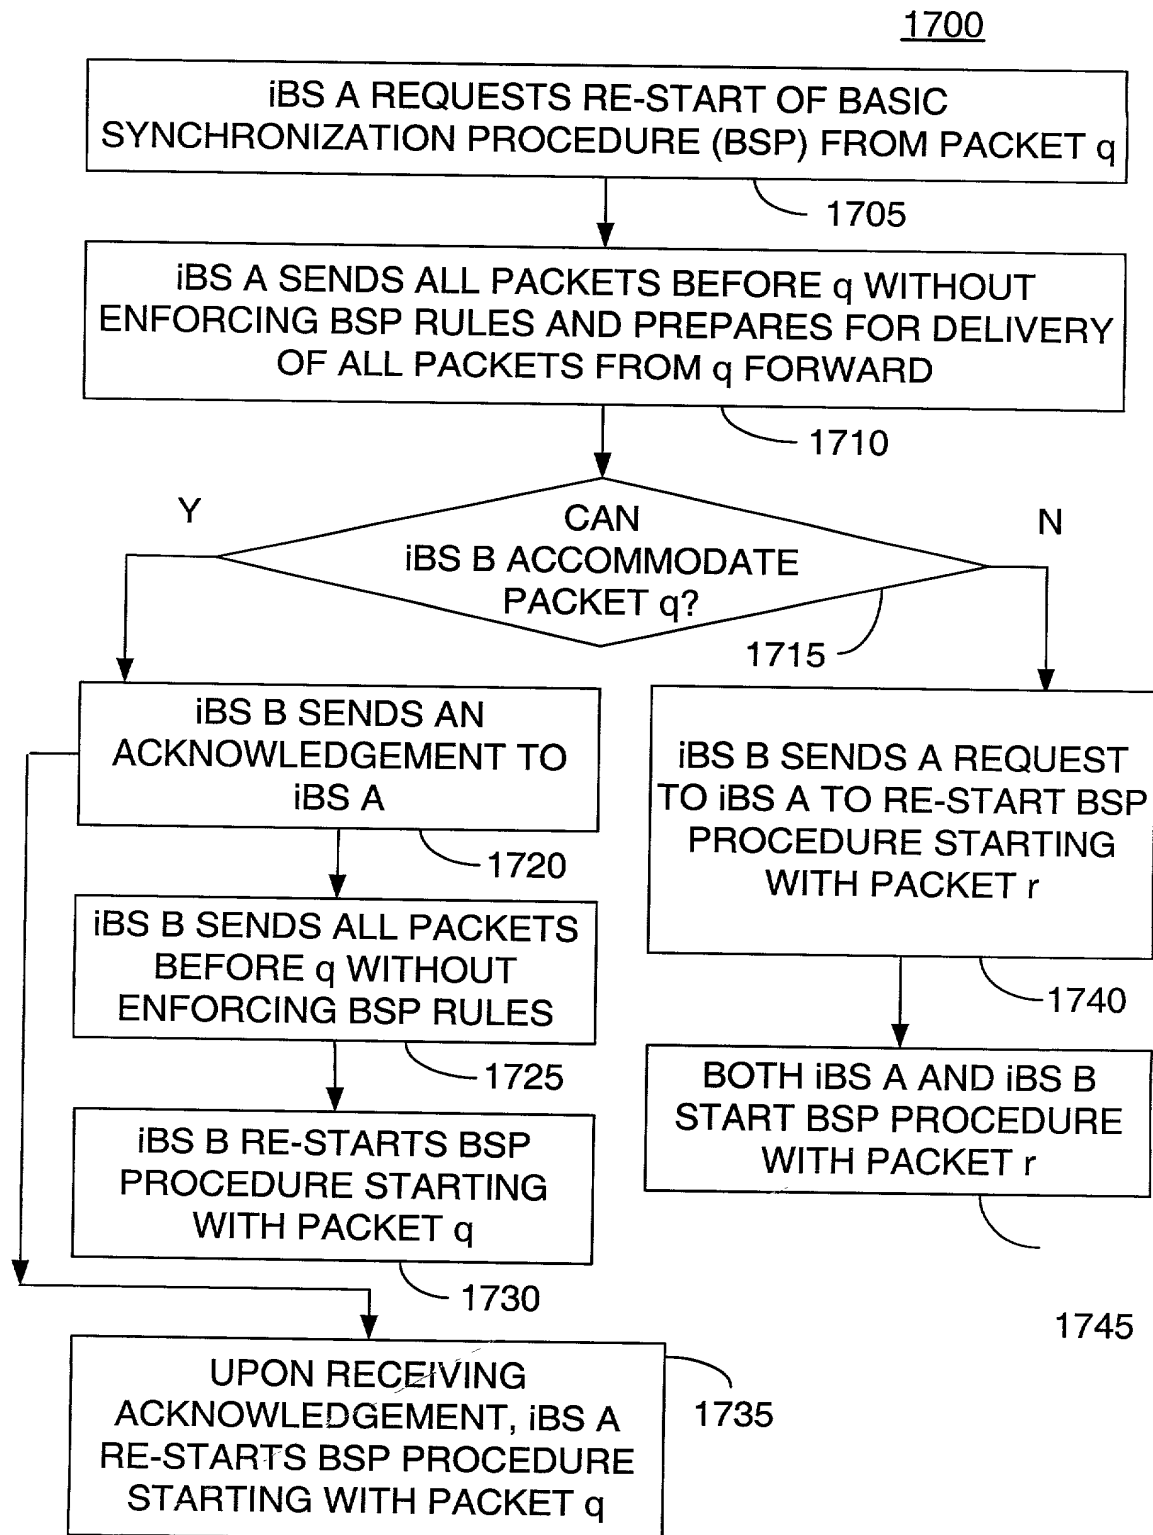 1700
iBS A REQUESTS RE-START OF BASIC
SYNCHRONIZATION PROCEDURE (BSP) FROM PACKET q
1705
iBS A SENDS ALL PACKETS BEFORE q WITHOUT
ENFORCING BSP RULES AND PREPARES FOR DELIVERY
OF ALL PACKETS FROM q FORWARD
1710
Y
N
CAN
iBS B ACCOMMODATE
PACKET q?
1715
iBS B SENDS AN
ACKNOWLEDGEMENT TO
iBS A
1720
iBS B SENDS ALL PACKETS
BEFORE q WITHOUT
ENFORCING BSP RULES
1725
iBS B RE-STARTS BSP
PROCEDURE STARTING
WITH PACKET q
1730
iBS B SENDS A REQUEST
TO iBS A TO RE-START BSP
PROCEDURE STARTING
WITH PACKET r
1740
BOTH iBS A AND iBS B
START BSP PROCEDURE
WITH PACKET r
1745
UPON RECEIVING
ACKNOWLEDGEMENT, iBS A
RE-STARTS BSP PROCEDURE
STARTING WITH PACKET q
1735